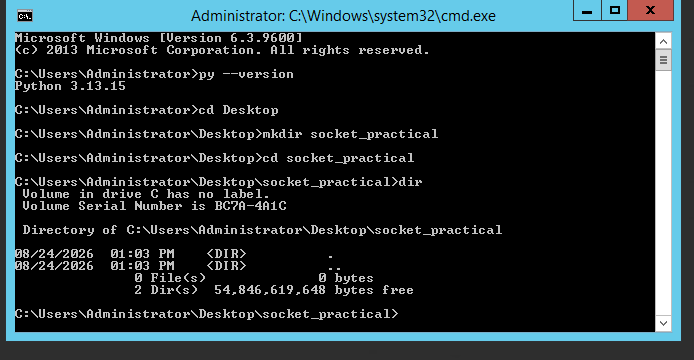 Administrator: C:\Windows\system32\cmd.exe
Microsoft Windows [Version 6.3.9600]
(c) 2013 Microsoft Corporation. All rights reserved.
C:\Users\Administrator>py --version
Python 3.13.15
C:\Users\Administrator>cd Desktop
C:\Users\Administrator\Desktop>mkdir socket_practical
C:\Users\Administrator\Desktop>cd socket_practical
C:\Users\Administrator\Desktop\socket_practical>dir
 Volume in drive C has no label.
 Volume Serial Number is BC7A-4A1C
 Directory of C:\Users\Administrator\Desktop\socket_practical
08/24/2026  01:03 PM    <DIR>          .
08/24/2026  01:03 PM    <DIR>          ..
               0 File(s)              0 bytes
               2 Dir(s)  54,846,619,648 bytes free
C:\Users\Administrator\Desktop\socket_practical>